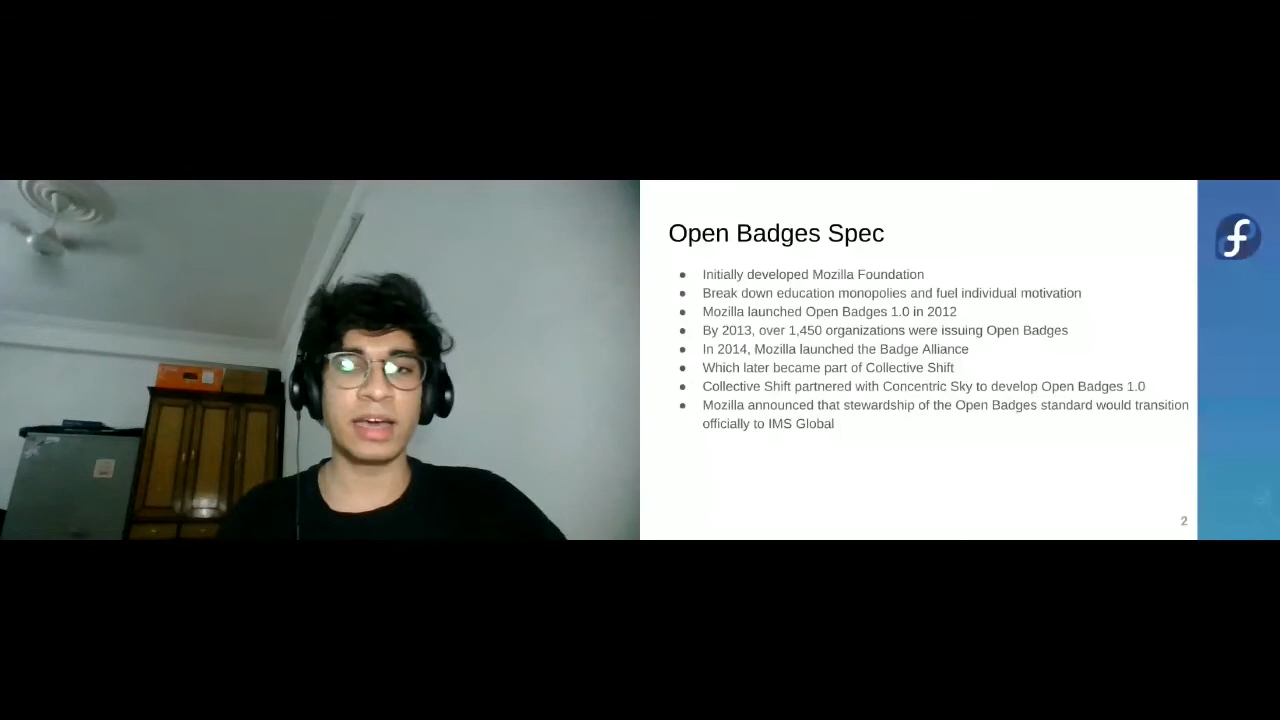 Open Badges Spec
● Initially developed Mozilla Foundation
● Break down education monopolies and fuel individual motivation
● Mozilla launched Open Badges 1.0 in 2012
● By 2013, over 1,450 organizations were issuing Open Badges
● In 2014, Mozilla launched the Badge Alliance
● Which later became part of Collective Shift
● Collective Shift partnered with Concentric Sky to develop Open Badges 1.0
● Mozilla announced that stewardship of the Open Badges standard would transition
officially to IMS Global
2